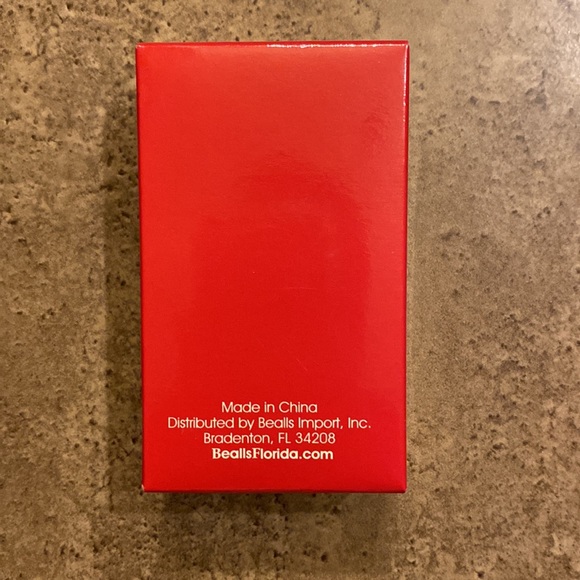 Made in China
Distributed by Bealls Import, Inc.
Bradenton, FL 34208
BeallsFlorida.com